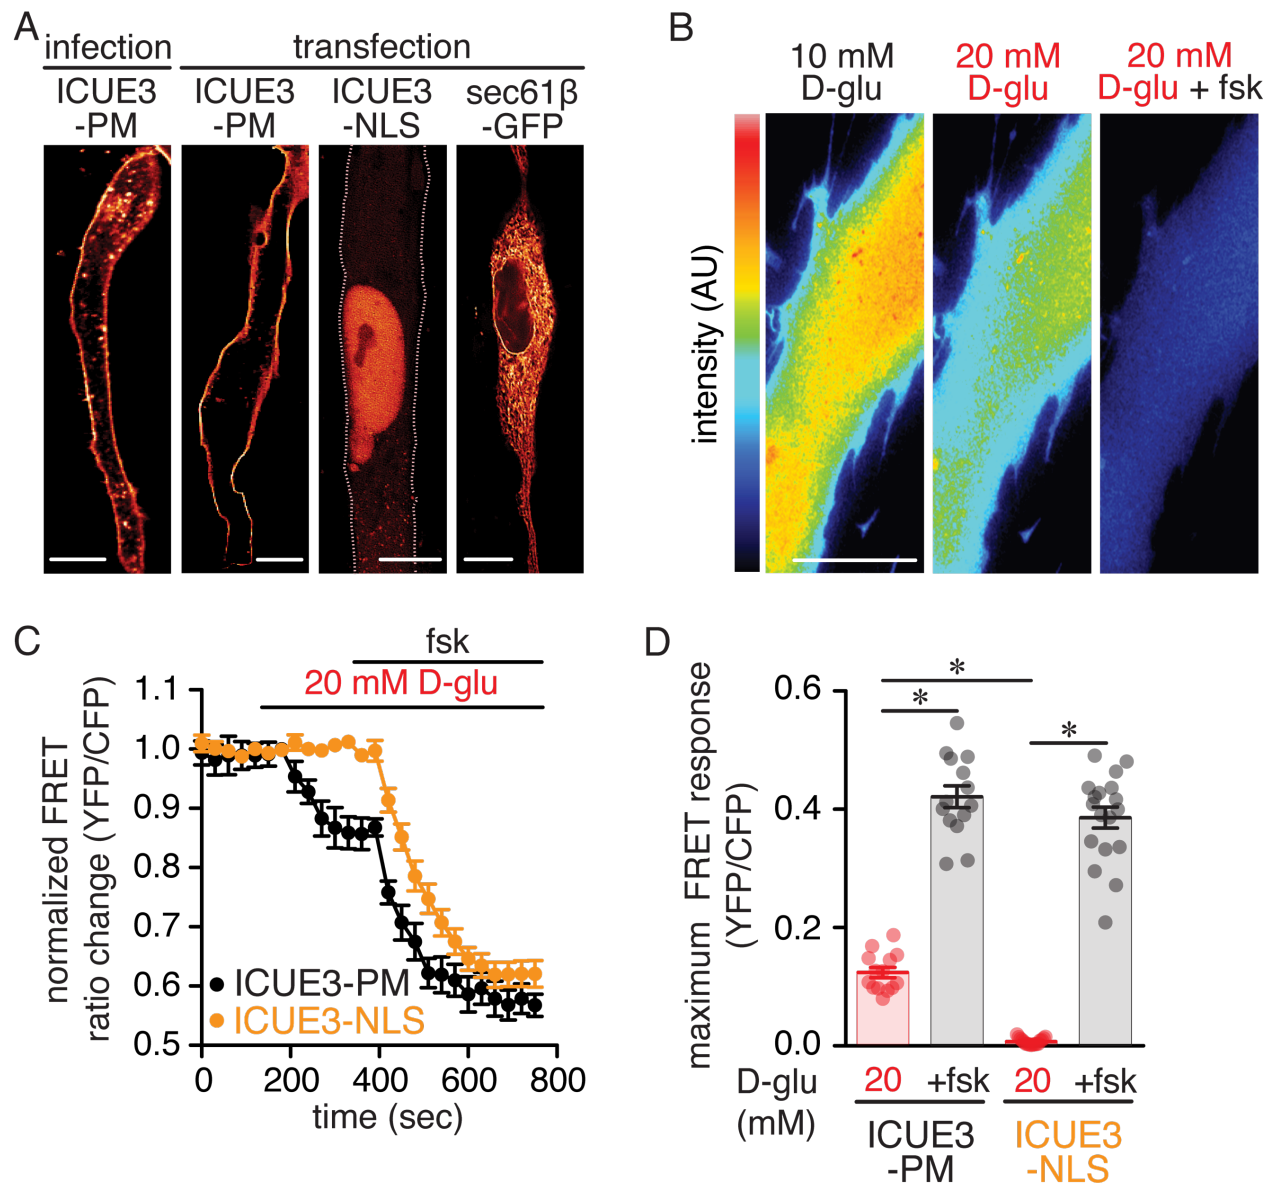 A
infection
transfection
ICUE3
-PM
ICUE3
-PM
ICUE3
-NLS
sec61β
-GFP
B
10 mM
D-glu
20 mM
D-glu
20 mM
D-glu + fsk
intensity (AU)
C
fsk
20 mM D-glu
normalized FRET
ratio change (YFP/CFP)
1.1
1.0
0.9
0.8
0.7
0.6
0.5
ICUE3-PM
ICUE3-NLS
0
200
400
600
800
time (sec)
D
maximum FRET response
(YFP/CFP)
0.6
0.4
0.2
0.0
*
*
*
D-glu
(mM)
20
+fsk
20
+fsk
ICUE3
-PM
ICUE3
-NLS